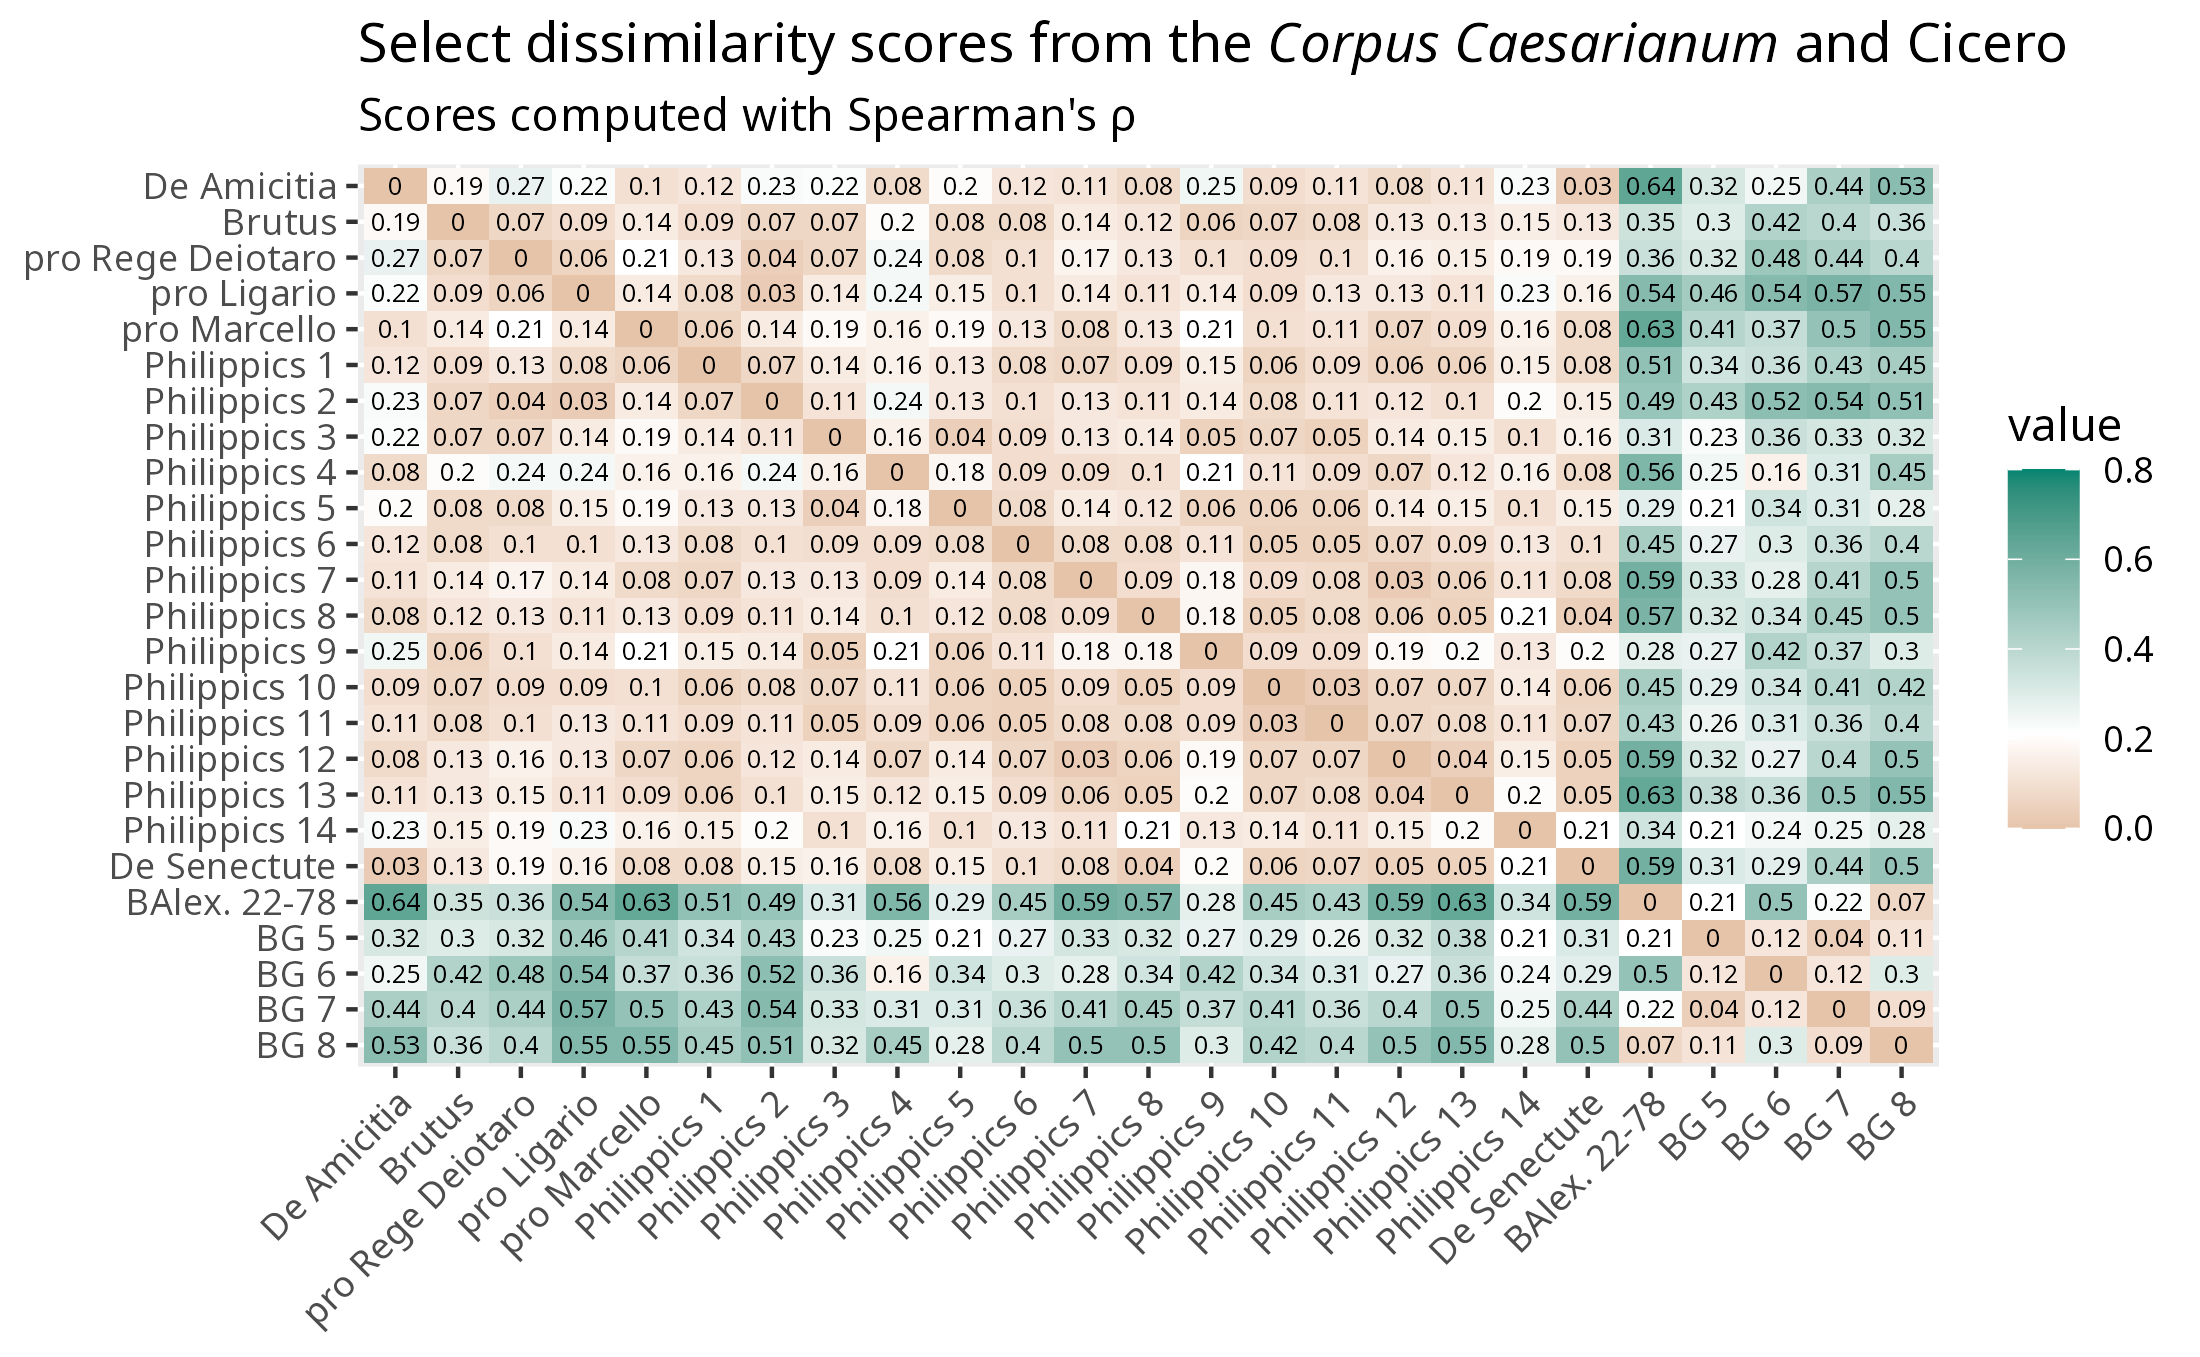 Select dissimilarity scores from the Corpus Caesarianum and Cicero
Scores computed with Spearman's ρ
De Amicitia 0 0.19 0.27 0.22 0.1 0.12 0.23 0.22 0.08 0.2 0.12 0.11 0.08 0.25 0.09 0.11 0.08 0.11 0.23 0.03 0.64 0.32 0.25 0.44 0.53
Brutus 0.19 0 0.07 0.09 0.14 0.09 0.07 0.07 0.2 0.08 0.08 0.14 0.12 0.06 0.07 0.08 0.13 0.13 0.15 0.13 0.35 0.3 0.42 0.4 0.36
pro Rege Deiotaro 0.27 0.07 0 0.06 0.21 0.13 0.04 0.07 0.24 0.08 0.1 0.17 0.13 0.1 0.09 0.1 0.16 0.15 0.19 0.19 0.36 0.32 0.48 0.44 0.4
pro Ligario 0.22 0.09 0.06 0 0.14 0.08 0.03 0.14 0.24 0.15 0.1 0.14 0.11 0.14 0.09 0.13 0.13 0.11 0.23 0.16 0.54 0.46 0.54 0.57 0.55
pro Marcello 0.1 0.14 0.21 0.14 0 0.06 0.14 0.19 0.16 0.19 0.13 0.08 0.13 0.21 0.1 0.11 0.07 0.09 0.16 0.08 0.63 0.41 0.37 0.5 0.55
Philippics 1 0.12 0.09 0.13 0.08 0.06 0 0.07 0.14 0.16 0.13 0.08 0.07 0.09 0.15 0.06 0.09 0.06 0.06 0.15 0.08 0.51 0.34 0.36 0.43 0.45
Philippics 2 0.23 0.07 0.04 0.03 0.14 0.07 0 0.11 0.24 0.13 0.1 0.13 0.11 0.14 0.08 0.11 0.12 0.1 0.2 0.15 0.49 0.43 0.52 0.54 0.51
Philippics 3 0.22 0.07 0.07 0.14 0.19 0.14 0.11 0 0.16 0.04 0.09 0.13 0.14 0.05 0.07 0.05 0.14 0.15 0.1 0.16 0.31 0.23 0.36 0.33 0.32
Philippics 4 0.08 0.2 0.24 0.24 0.16 0.16 0.24 0.16 0 0.18 0.09 0.09 0.1 0.21 0.11 0.09 0.07 0.12 0.16 0.08 0.56 0.25 0.16 0.31 0.45
Philippics 5 0.2 0.08 0.08 0.15 0.19 0.13 0.13 0.04 0.18 0 0.08 0.14 0.12 0.06 0.06 0.06 0.14 0.15 0.1 0.15 0.29 0.21 0.34 0.31 0.28
Philippics 6 0.12 0.08 0.1 0.1 0.13 0.08 0.1 0.09 0.09 0.08 0 0.08 0.08 0.11 0.05 0.05 0.07 0.09 0.13 0.1 0.45 0.27 0.3 0.36 0.4
Philippics 7 0.11 0.14 0.17 0.14 0.08 0.07 0.13 0.13 0.09 0.14 0.08 0 0.09 0.18 0.09 0.08 0.03 0.06 0.11 0.08 0.59 0.33 0.28 0.41 0.5
Philippics 8 0.08 0.12 0.13 0.11 0.13 0.09 0.11 0.14 0.1 0.12 0.08 0.09 0 0.18 0.05 0.08 0.06 0.05 0.21 0.04 0.57 0.32 0.34 0.45 0.5
Philippics 9 0.25 0.06 0.1 0.14 0.21 0.15 0.14 0.05 0.21 0.06 0.11 0.18 0.18 0 0.09 0.09 0.19 0.2 0.13 0.2 0.28 0.27 0.42 0.37 0.3
Philippics 10 0.09 0.07 0.09 0.09 0.1 0.06 0.08 0.07 0.11 0.06 0.05 0.09 0.05 0.09 0 0.03 0.07 0.07 0.14 0.06 0.45 0.29 0.34 0.41 0.42
Philippics 11 0.11 0.08 0.1 0.13 0.11 0.09 0.11 0.05 0.09 0.06 0.05 0.08 0.08 0.09 0.03 0 0.07 0.08 0.11 0.07 0.43 0.26 0.31 0.36 0.4
Philippics 12 0.08 0.13 0.16 0.13 0.07 0.06 0.12 0.14 0.07 0.14 0.07 0.03 0.06 0.19 0.07 0.07 0 0.04 0.15 0.05 0.59 0.32 0.27 0.4 0.5
Philippics 13 0.11 0.13 0.15 0.11 0.09 0.06 0.1 0.15 0.12 0.15 0.09 0.06 0.05 0.2 0.07 0.08 0.04 0 0.2 0.05 0.63 0.38 0.36 0.5 0.55
Philippics 14 0.23 0.15 0.19 0.23 0.16 0.15 0.2 0.1 0.16 0.1 0.13 0.11 0.21 0.13 0.14 0.11 0.15 0.2 0 0.21 0.34 0.21 0.24 0.25 0.28
De Senectute 0.03 0.13 0.19 0.16 0.08 0.08 0.15 0.16 0.08 0.15 0.1 0.08 0.04 0.2 0.06 0.07 0.05 0.05 0.21 0 0.59 0.31 0.29 0.44 0.5
BAlex. 22-78 0.64 0.35 0.36 0.54 0.63 0.51 0.49 0.31 0.56 0.29 0.45 0.59 0.57 0.28 0.45 0.43 0.59 0.63 0.34 0.59 0 0.21 0.5 0.22 0.07
BG 5 0.32 0.3 0.32 0.46 0.41 0.34 0.43 0.23 0.25 0.21 0.27 0.33 0.32 0.27 0.29 0.26 0.32 0.38 0.21 0.31 0.21 0 0.12 0.04 0.11
BG 6 0.25 0.42 0.48 0.54 0.37 0.36 0.52 0.36 0.16 0.34 0.3 0.28 0.34 0.42 0.34 0.31 0.27 0.36 0.24 0.29 0.5 0.12 0 0.12 0.3
BG 7 0.44 0.4 0.44 0.57 0.5 0.43 0.54 0.33 0.31 0.31 0.36 0.41 0.45 0.37 0.41 0.36 0.4 0.5 0.25 0.44 0.22 0.04 0.12 0 0.09
BG 8 0.53 0.36 0.4 0.55 0.55 0.45 0.51 0.32 0.45 0.28 0.4 0.5 0.5 0.3 0.42 0.4 0.5 0.55 0.28 0.5 0.07 0.11 0.3 0.09 0
De Amicitia
Brutus
pro Rege Deiotaro
pro Ligario
pro Marcello
Philippics 1
Philippics 2
Philippics 3
Philippics 4
Philippics 5
Philippics 6
Philippics 7
Philippics 8
Philippics 9
Philippics 10
Philippics 11
Philippics 12
Philippics 13
Philippics 14
De Senectute
BAlex. 22-78
BG 5
BG 6
BG 7
BG 8
value
0.8
0.6
0.4
0.2
0.0